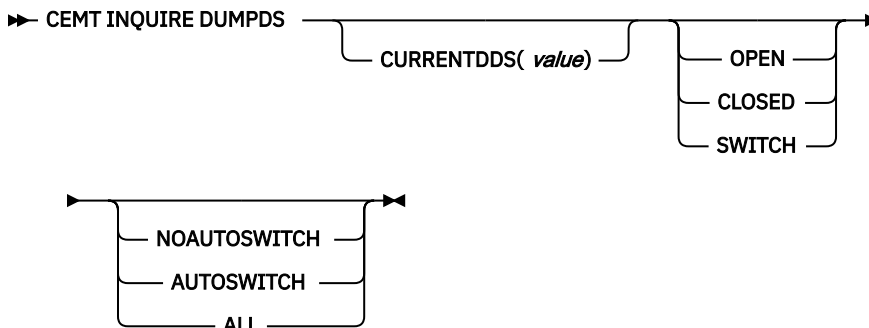 CEMT INQUIRE DUMPDS
CURRENTDDS( value)
OPEN
CLOSED
SWITCH
NOAUTOSWITCH
AUTOSWITCH
ALL